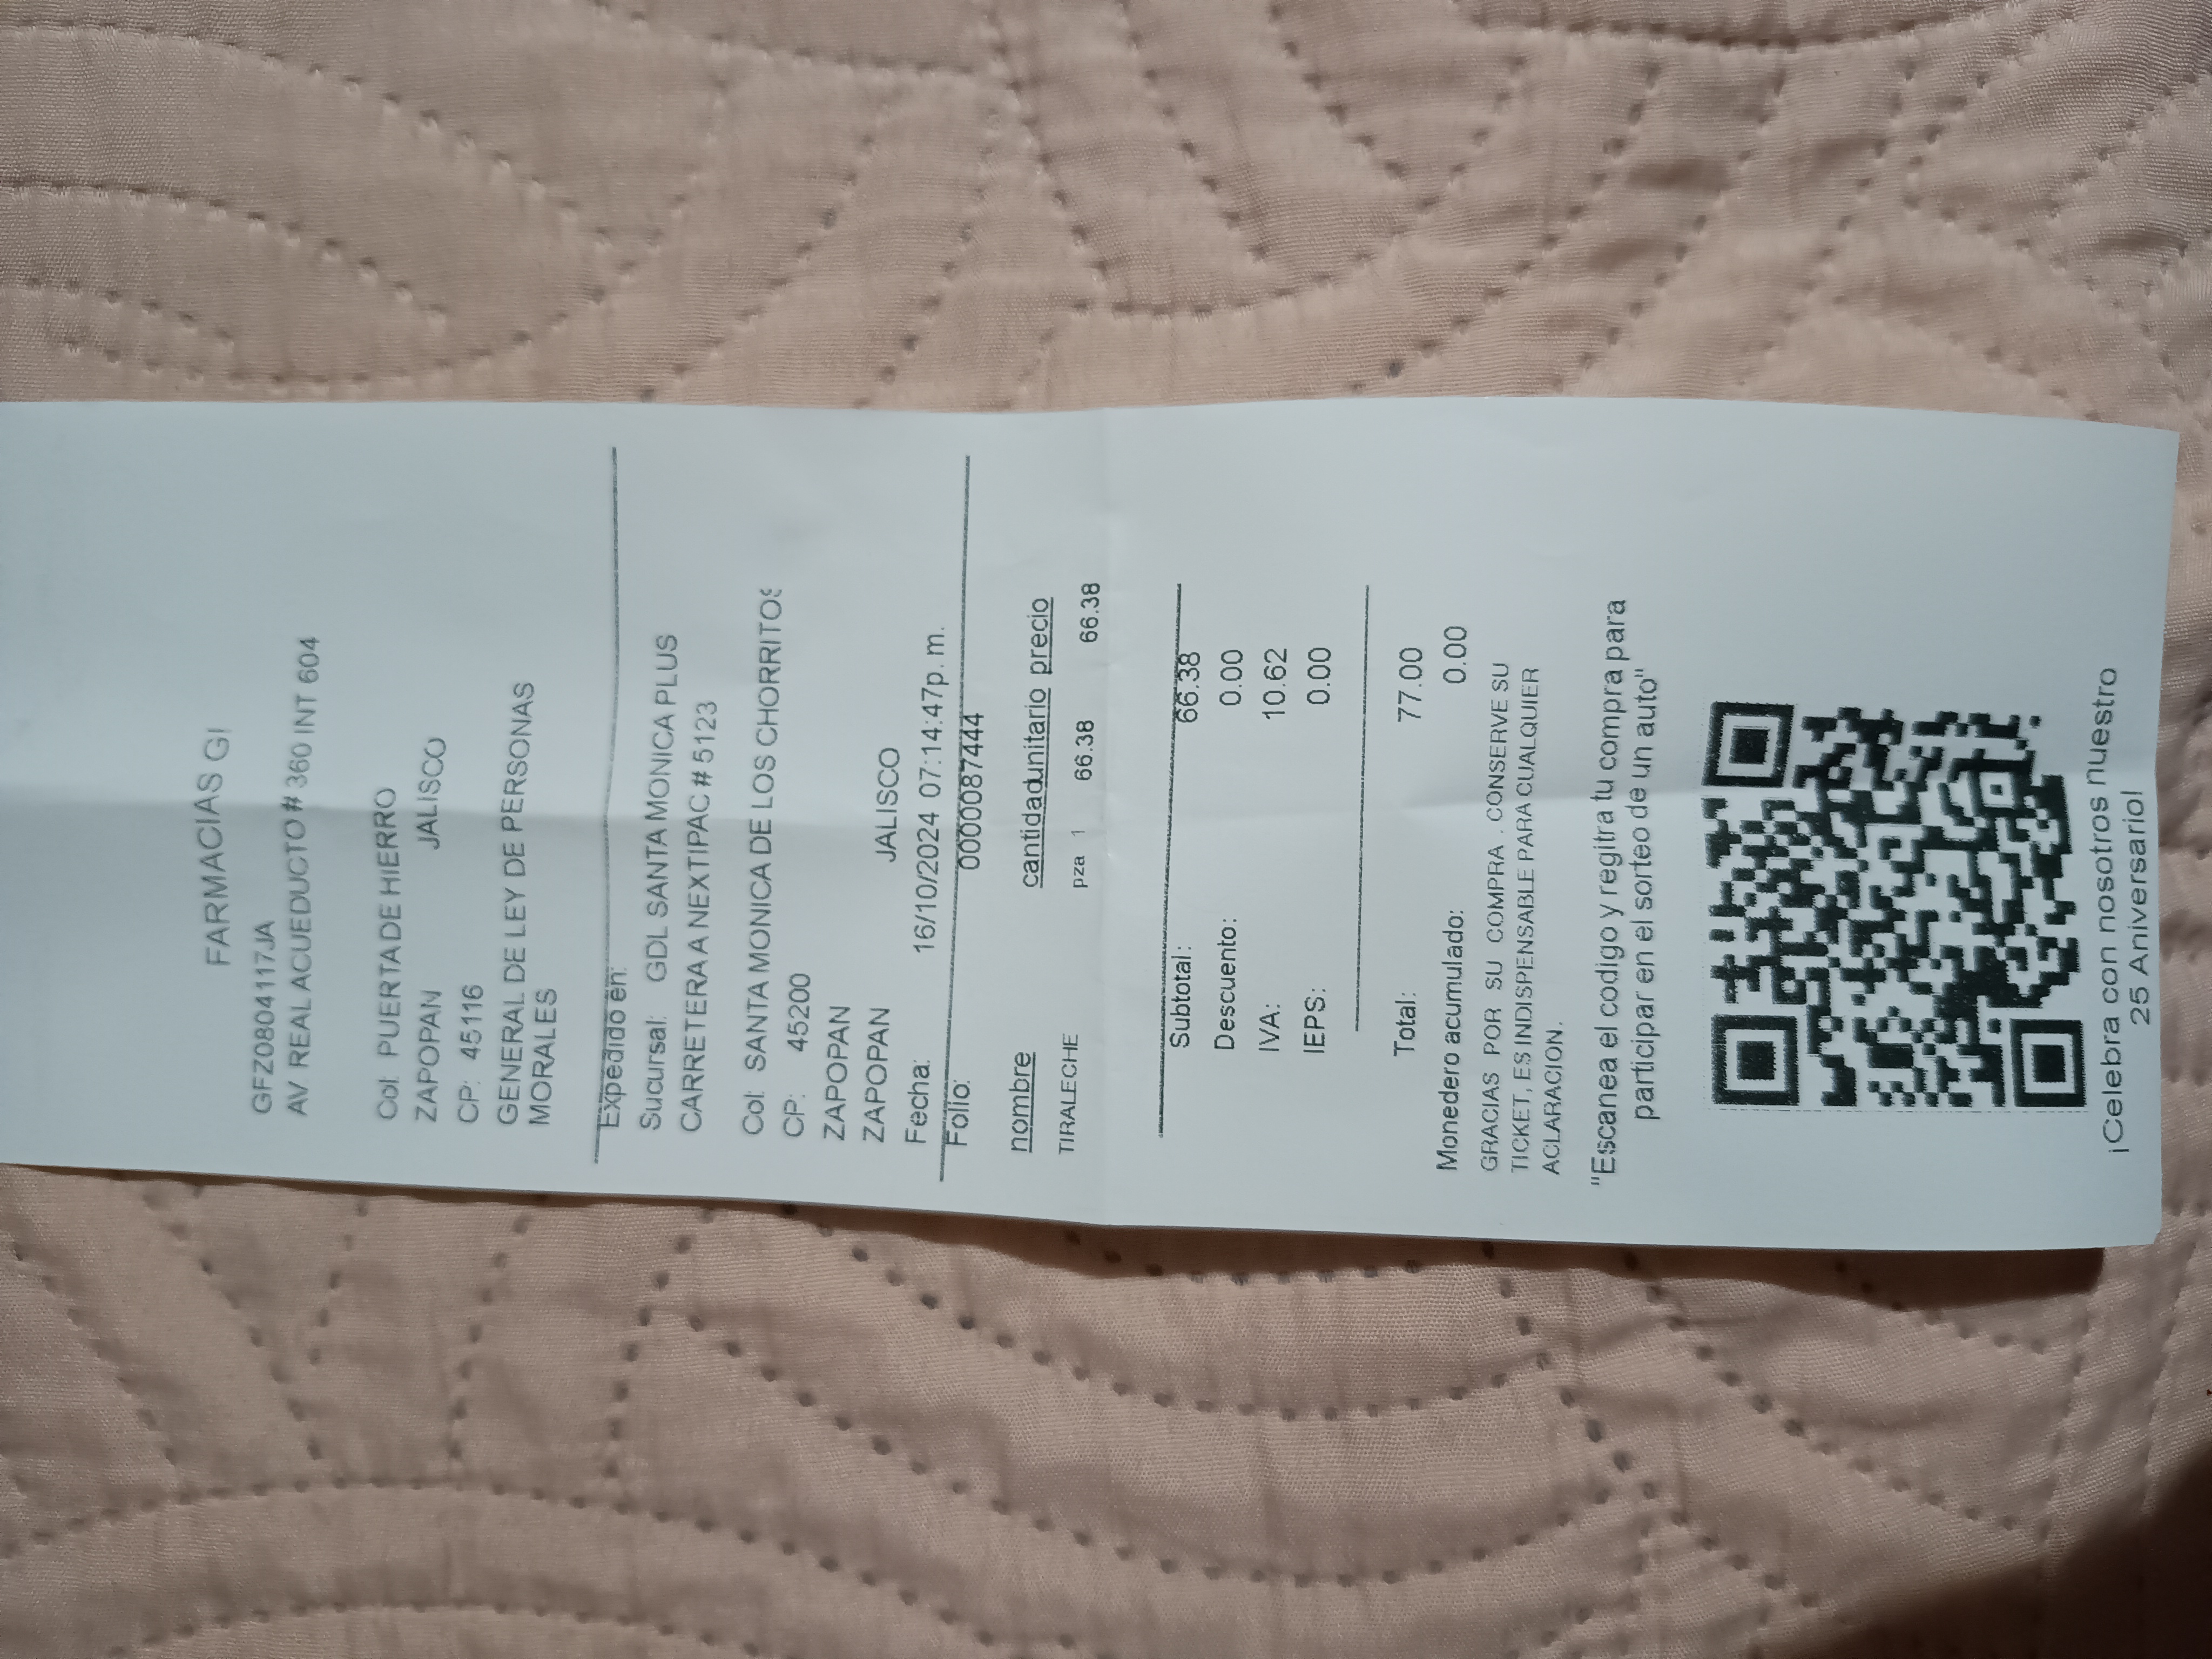 FARMACIAS GI
GFZ0804117JA
AV REAL ACUEDUCTO # 360 INT 604
Col: PUERTA DE HIERRO
ZAPOPAN JALISCO
CP: 45116
GENERAL DE LEY DE PERSONAS
MORALES
Expedido en:
Sucursal: GDL SANTA MONICA PLUS
CARRETERA A NEXTIPAC # 5123
Col: SANTA MONICA DE LOS CHORRITOS
CP: 45200
ZAPOPAN
ZAPOPAN JALISCO
Fecha: 16/10/2024 07:14:47p.m.
Folio: 0000087444
nombre cantidadunitario precio
TIRALECHE pza 1 66.38 66.38
Subtotal: 66.38
Descuento: 0.00
IVA: 10.62
IEPS: 0.00
Total: 77.00
Monedero acumulado: 0.00
GRACIAS POR SU COMPRA . CONSERVE SU
TICKET, ES INDISPENSABLE PARA CUALQUIER
ACLARACION.
"Escanea el codigo y regitra tu compra para
participar en el sorteo de un auto"
¡Celebra con nosotros nuestro
25 Aniversario!